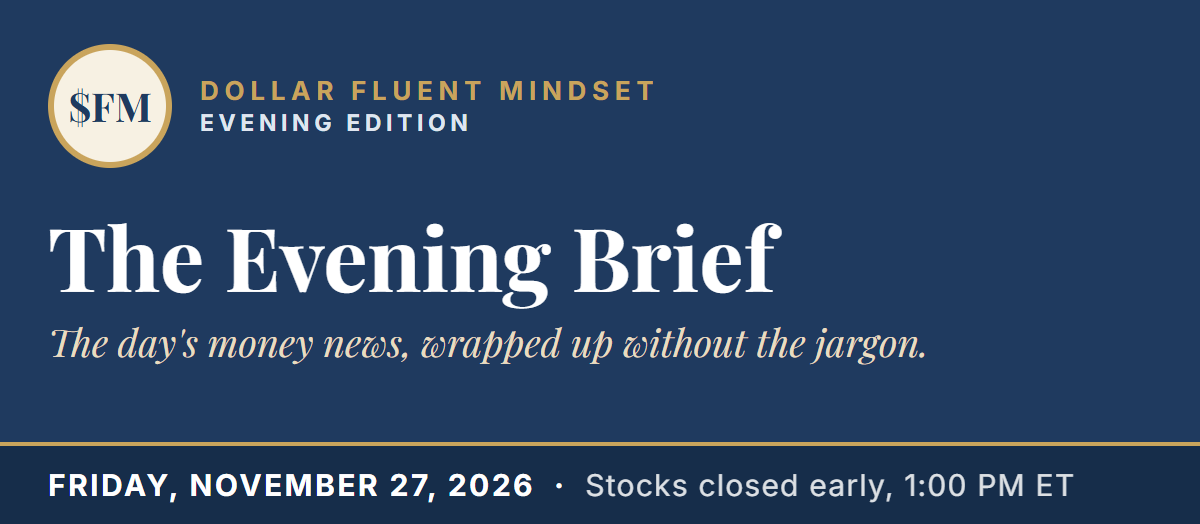 $FM
DOLLAR FLUENT MINDSET
EVENING EDITION
The Evening Brief
The day's money news, wrapped up without the jargon.
FRIDAY, NOVEMBER 27, 2026 · Stocks closed early, 1:00 PM ET